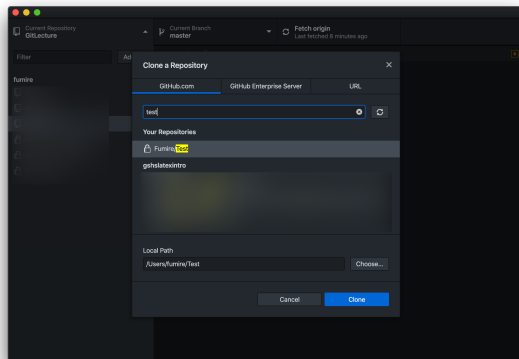 Current Repository
GitLecture
Current Branch
master
Fetch origin
Last fetched 8 minutes ago
Filter
Ad
fumire
Clone a Repository
GitHub.com
GitHub Enterprise Server
URL
test
Your Repositories
Fumire/Test
gshslatexintro
Local Path
/Users/fumire/Test
Choose...
Cancel
Clone